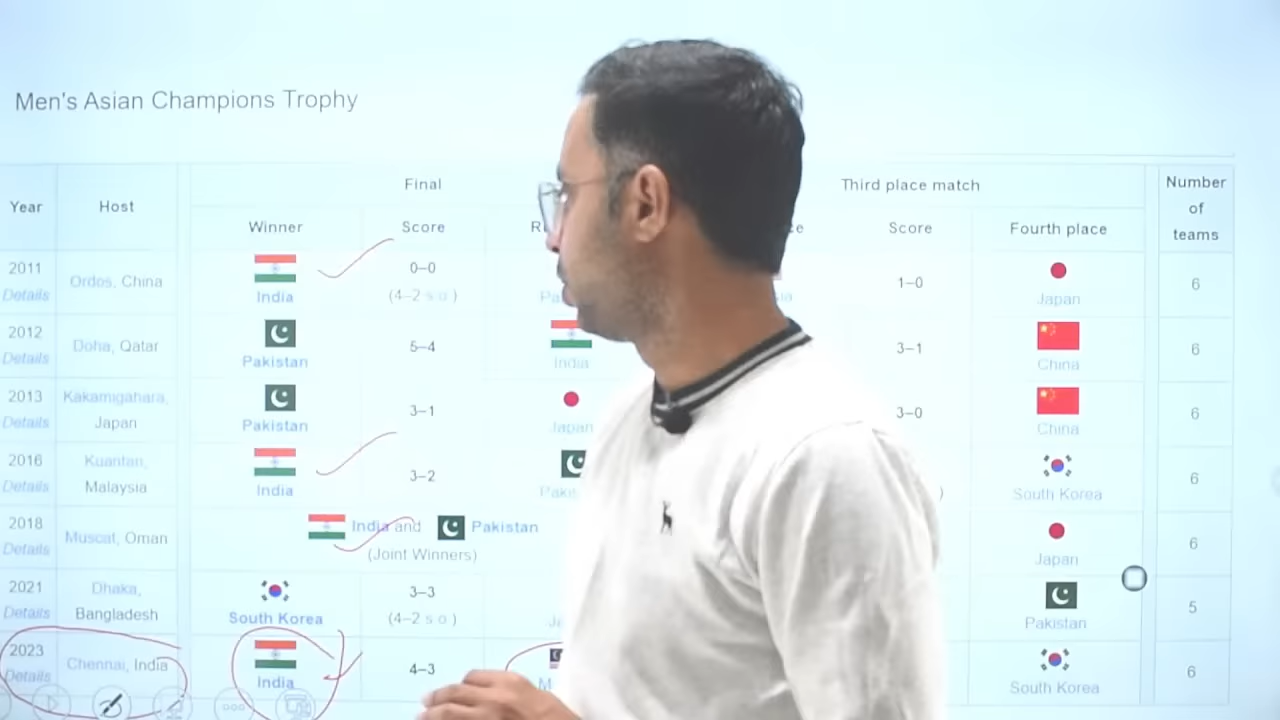 Men's Asian Champions Trophy
Year Host Final Third place match Number of teams
Winner Score Score Fourth place
2011 Details Ordos, China India 0–0 (4–2 s o) 1–0 Japan 6
2012 Details Doha, Qatar Pakistan 5–4 India 3–1 China 6
2013 Details Kakamigahara, Japan Pakistan 3–1 Japan 3–0 China 6
2016 Details Kuantan, Malaysia India 3–2 South Korea 6
2018 Details Muscat, Oman India and Pakistan (Joint Winners) Japan 6
2021 Details Dhaka, Bangladesh South Korea 3–3 (4–2 s o) Pakistan 5
2023 Details Chennai, India India 4–3 South Korea 6